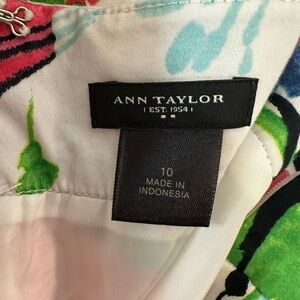 ANN TAYLOR
EST. 1954
10
MADE IN
INDONESIA